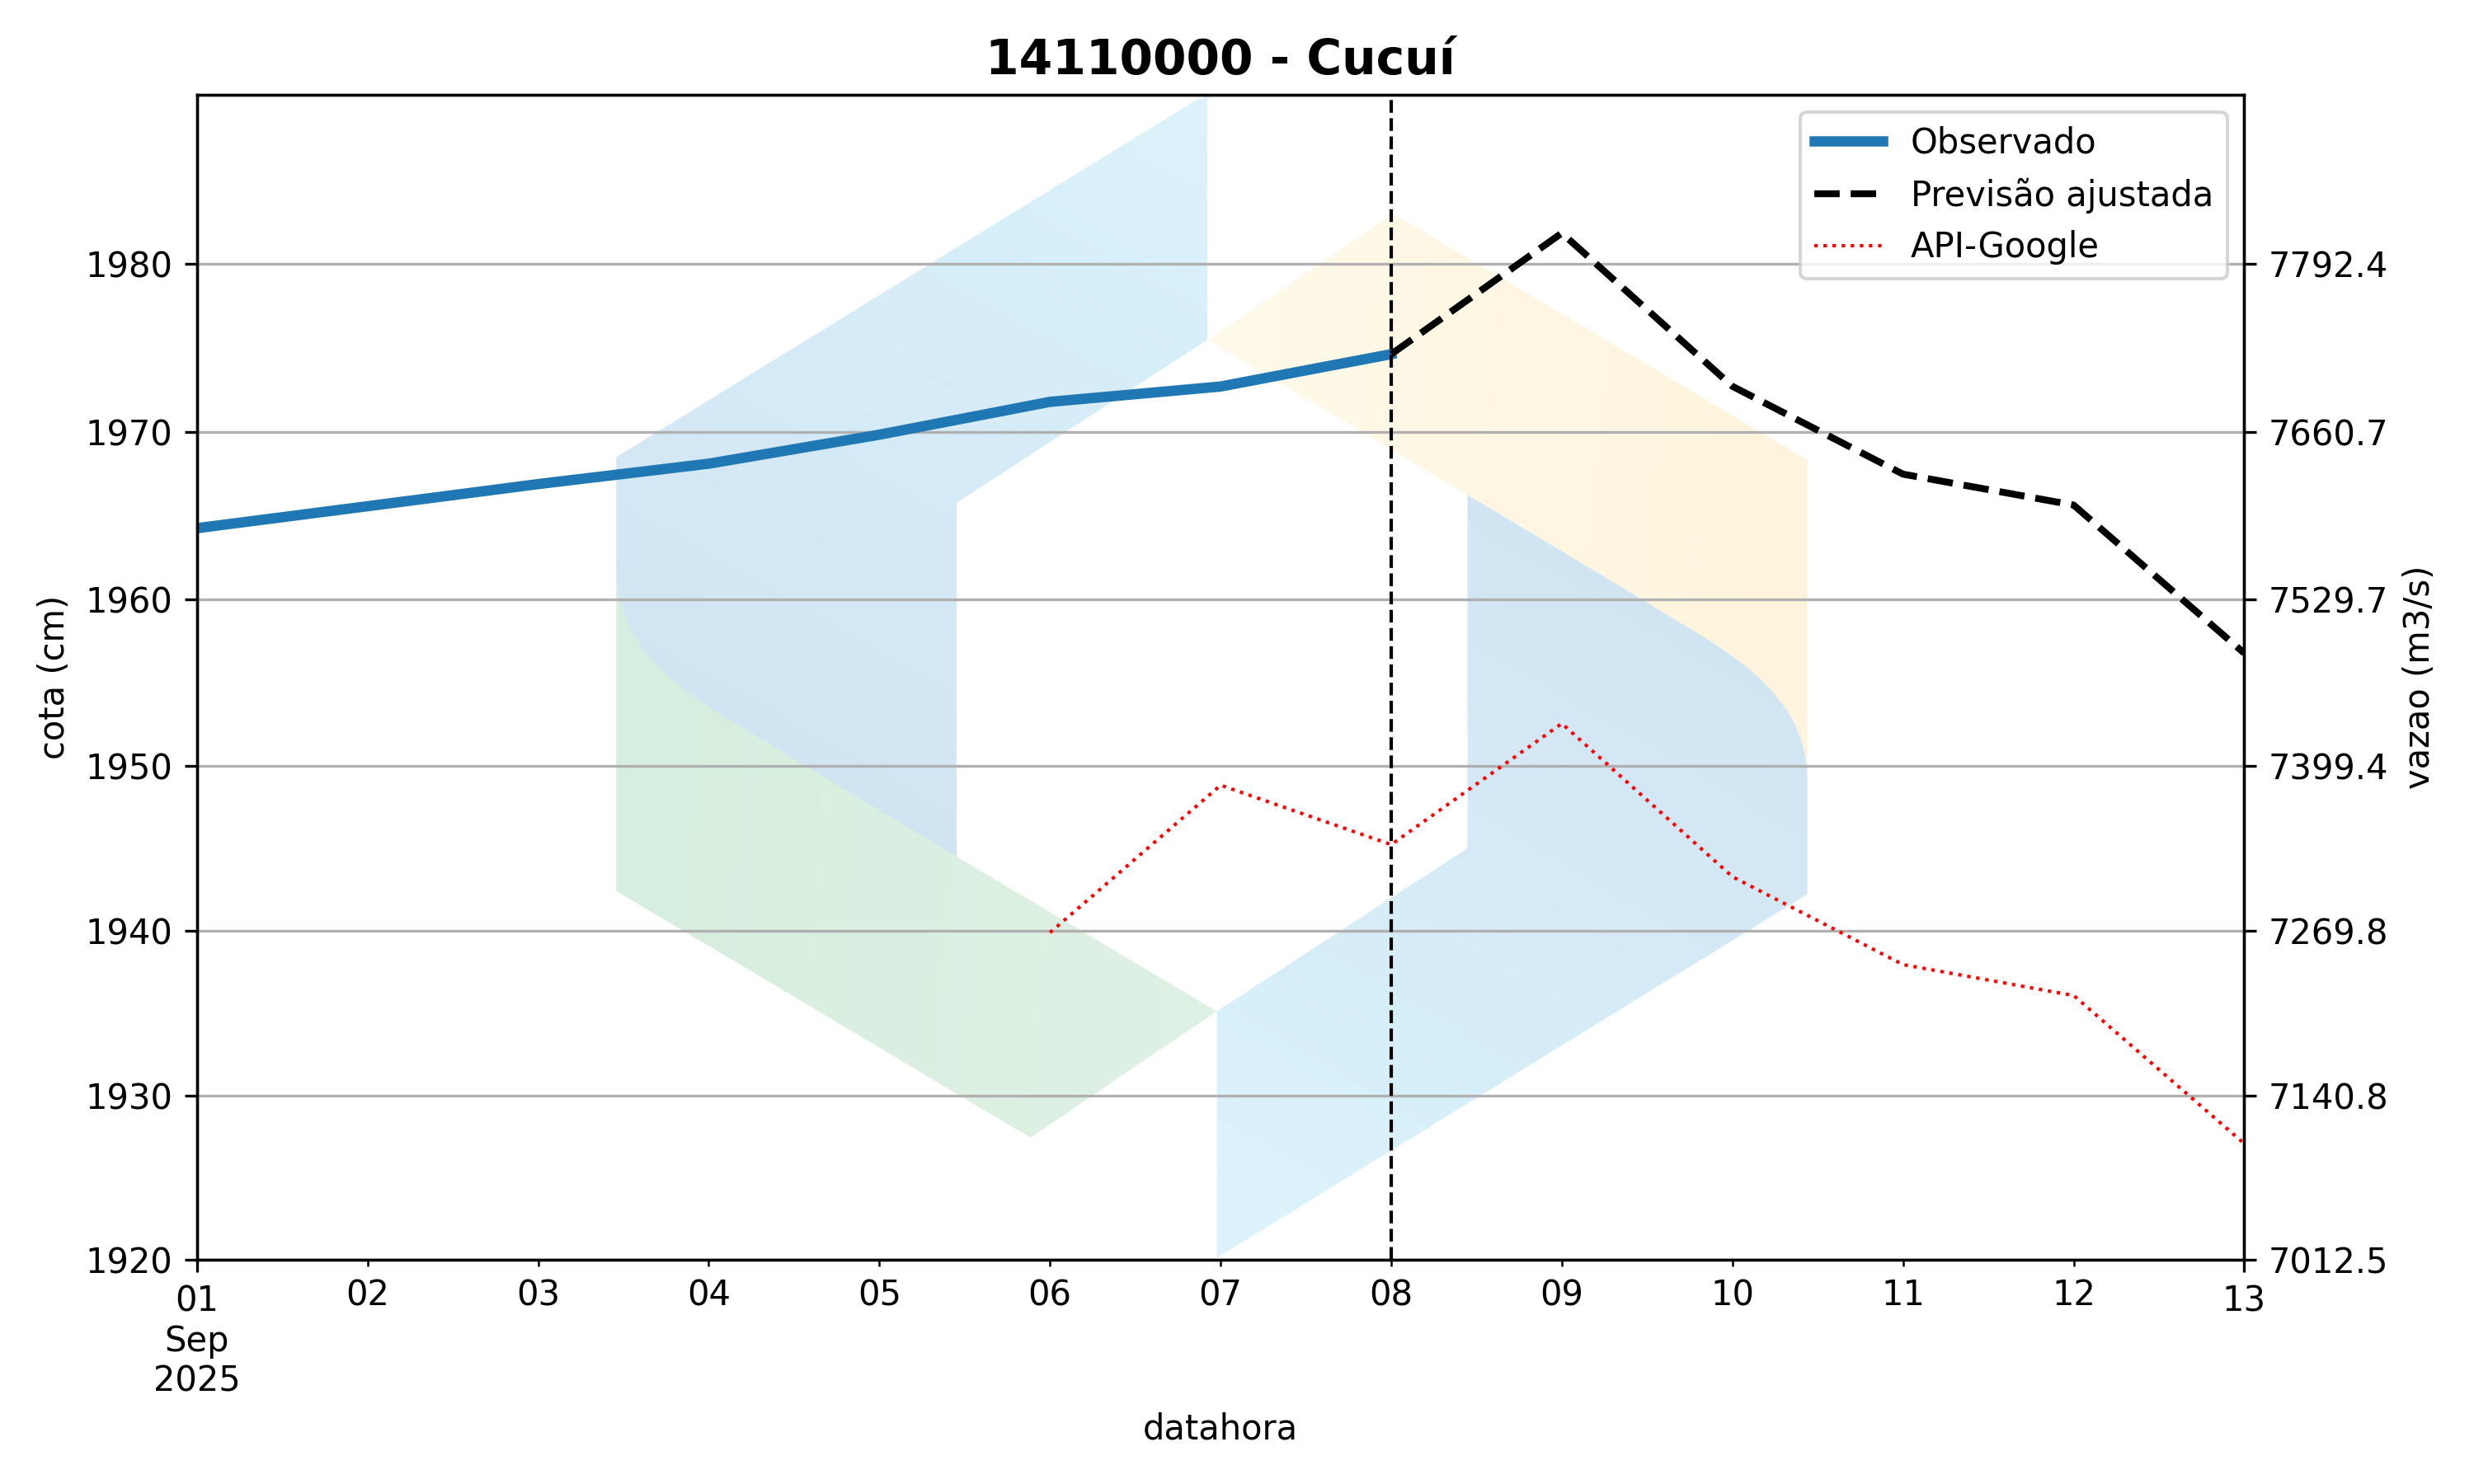 14110000 - Cucuí
Observado
Previsão ajustada
API-Google
1980
1970
1960
1950
1940
1930
1920
cota (cm)
7792.4
7660.7
7529.7
7399.4
7269.8
7140.8
7012.5
vazao (m3/s)
01 02 03 04 05 06 07 08 09 10 11 12 13
Sep
2025
datahora